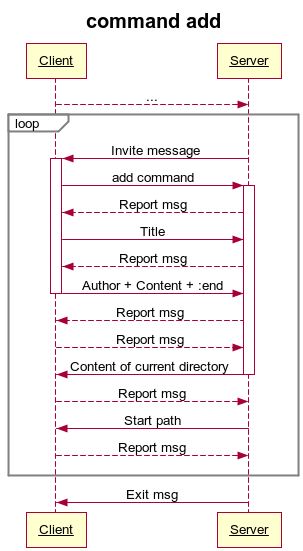 command add
Client Server
...
loop
Invite message
add command
Report msg
Title
Report msg
Author + Content + :end
Report msg
Report msg
Content of current directory
Report msg
Start path
Report msg
Exit msg
Client Server